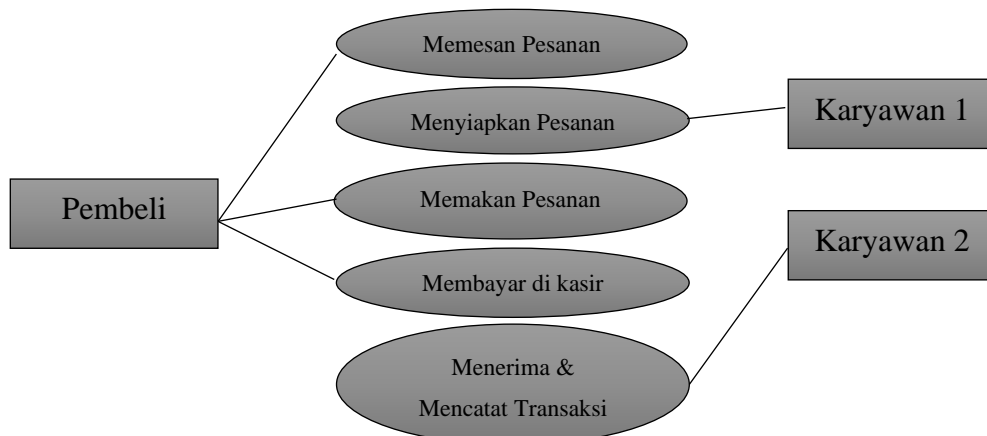 Memesan Pesanan
Menyiapkan Pesanan
Karyawan 1
Pembeli
Memakan Pesanan
Karyawan 2
Membayar di kasir
Menerima &
Mencatat Transaksi